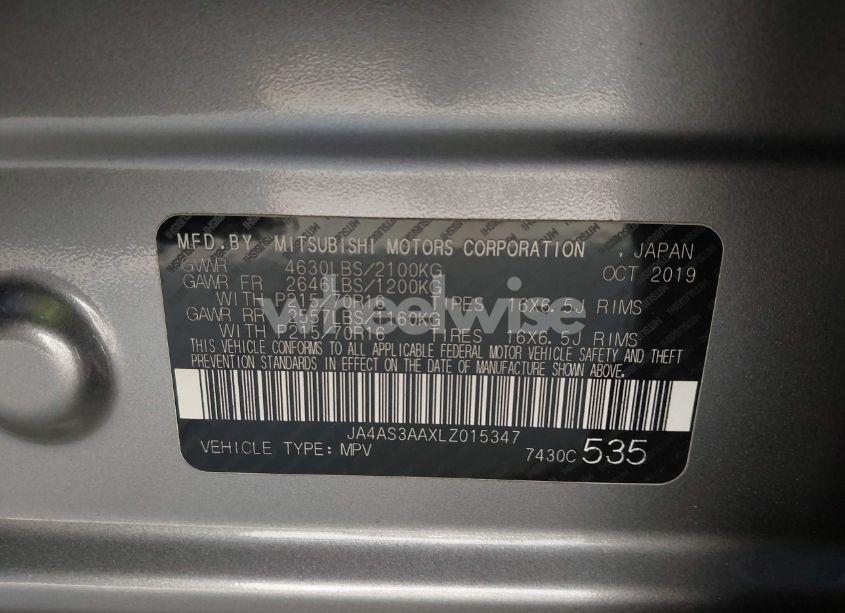 MFD.BY MITSUBISHI MOTORS CORPORATION , JAPAN
GVWR 4630LBS/2100KG OCT 2019
GAWR FR 2646LBS/1200KG
WITH P215/70R16 TIRES 16X6.5J RIMS
GAWR RR 2557LBS/1160KG
WITH P215/70R16 TIRES 16X6.5J RIMS
THIS VEHICLE CONFORMS TO ALL APPLICABLE FEDERAL MOTOR VEHICLE SAFETY AND THEFT
PREVENTION STANDARDS IN EFFECT ON THE DATE OF MANUFACTURE SHOWN ABOVE.
JA4AS3AAXLZ015347
VEHICLE TYPE: MPV 7430C 535
wheelwise